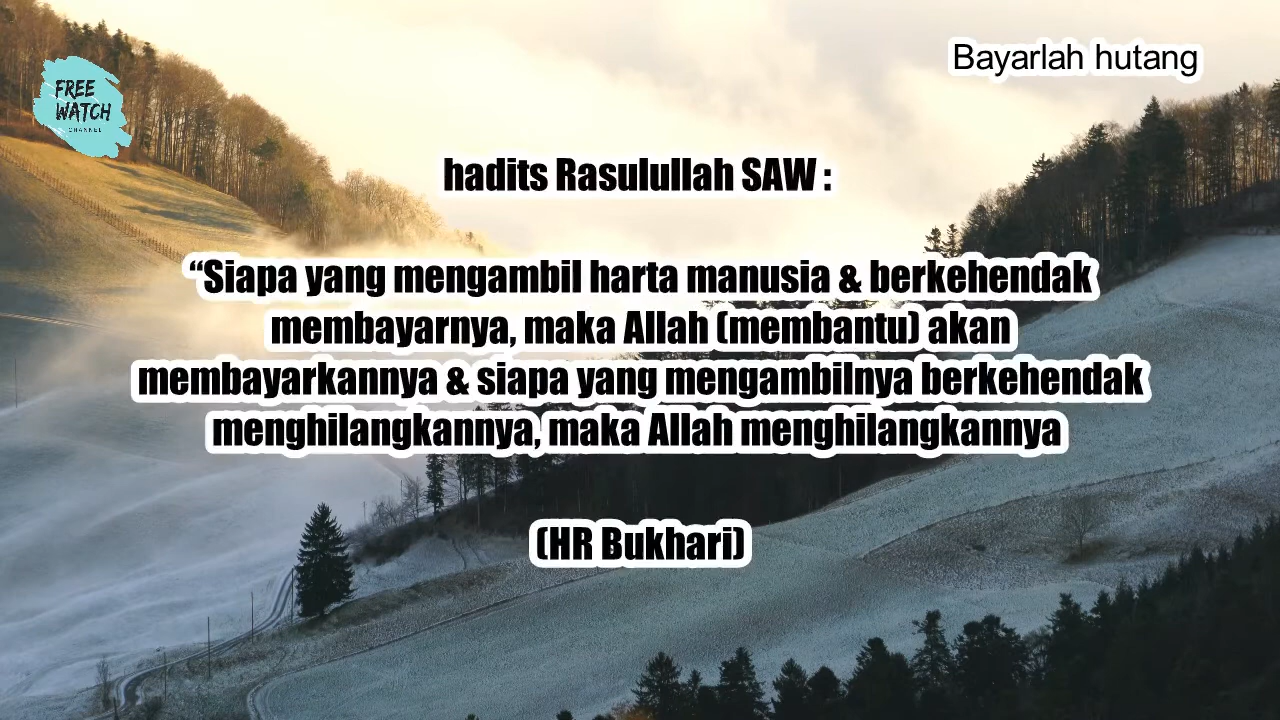 Bayarlah hutang
FREE
WATCH
CHANNEL
hadits Rasulullah SAW :
“Siapa yang mengambil harta manusia & berkehendak
membayarnya, maka Allah (membantu) akan
membayarkannya & siapa yang mengambilnya berkehendak
menghilangkannya, maka Allah menghilangkannya
(HR Bukhari)